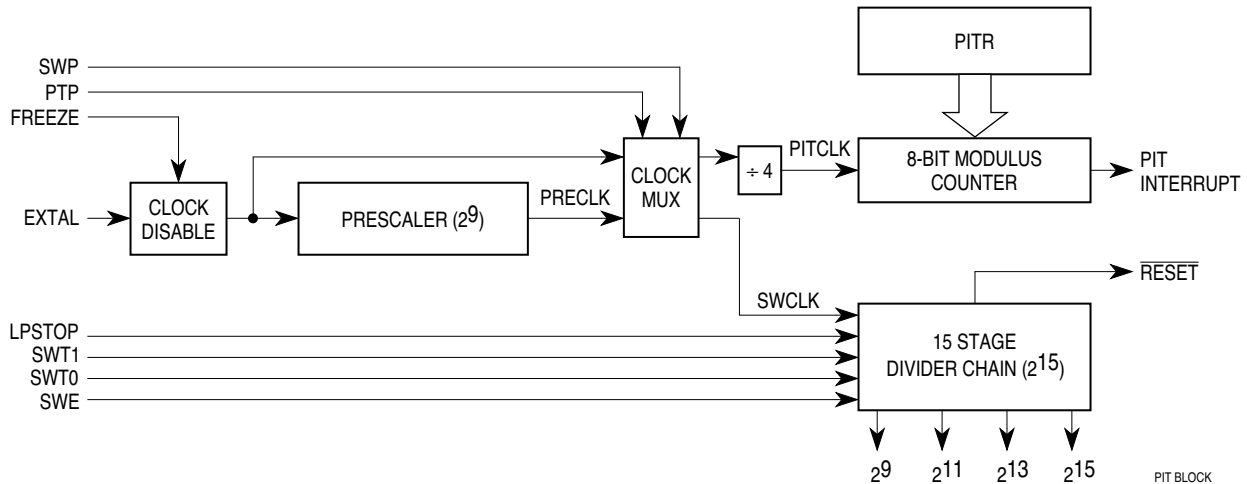 PITR
SWP
PTP
FREEZE
EXTAL
CLOCK
DISABLE
PRESCALER (2⁹)
PRECLK
CLOCK
MUX
÷ 4
PITCLK
8-BIT MODULUS
COUNTER
PIT
INTERRUPT
RESET
SWCLK
LPSTOP
SWT1
SWT0
SWE
15 STAGE
DIVIDER CHAIN (2¹⁵)
2⁹ 2¹¹ 2¹³ 2¹⁵
PIT BLOCK